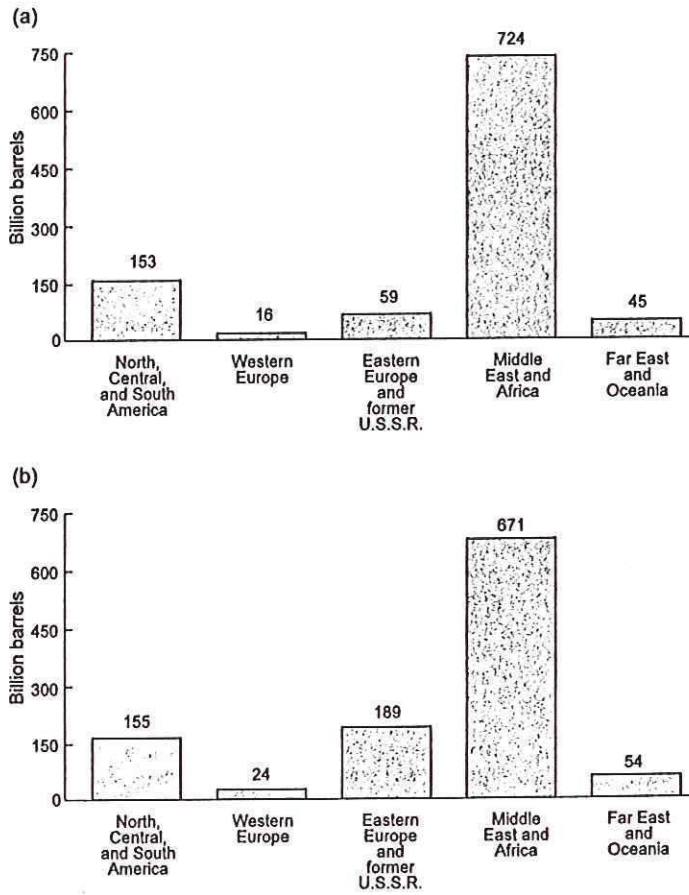 (a)
Billion barrels
750
600
450
300
150
0
153
16
59
724
45
North,
Central,
and South
America
Western
Europe
Eastern
Europe
and
former
U.S.S.R.
Middle
East and
Africa
Far East
and
Oceania
(b)
Billion barrels
750
600
450
300
150
0
155
24
189
671
54
North,
Central,
and South
America
Western
Europe
Eastern
Europe
and
former
U.S.S.R.
Middle
East and
Africa
Far East
and
Oceania